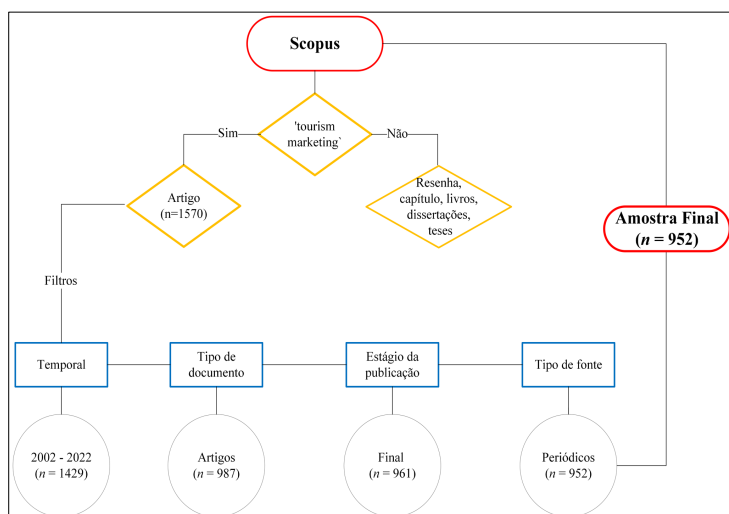 Scopus
'tourism
marketing`
Sim
Não
Artigo
(n=1570)
Resenha,
capítulo, livros,
dissertações,
teses
Amostra Final
(n = 952)
Filtros
Temporal
Tipo de
documento
Estágio da
publicação
Tipo de fonte
2002 - 2022
(n = 1429)
Artigos
(n = 987)
Final
(n = 961)
Periódicos
(n = 952)